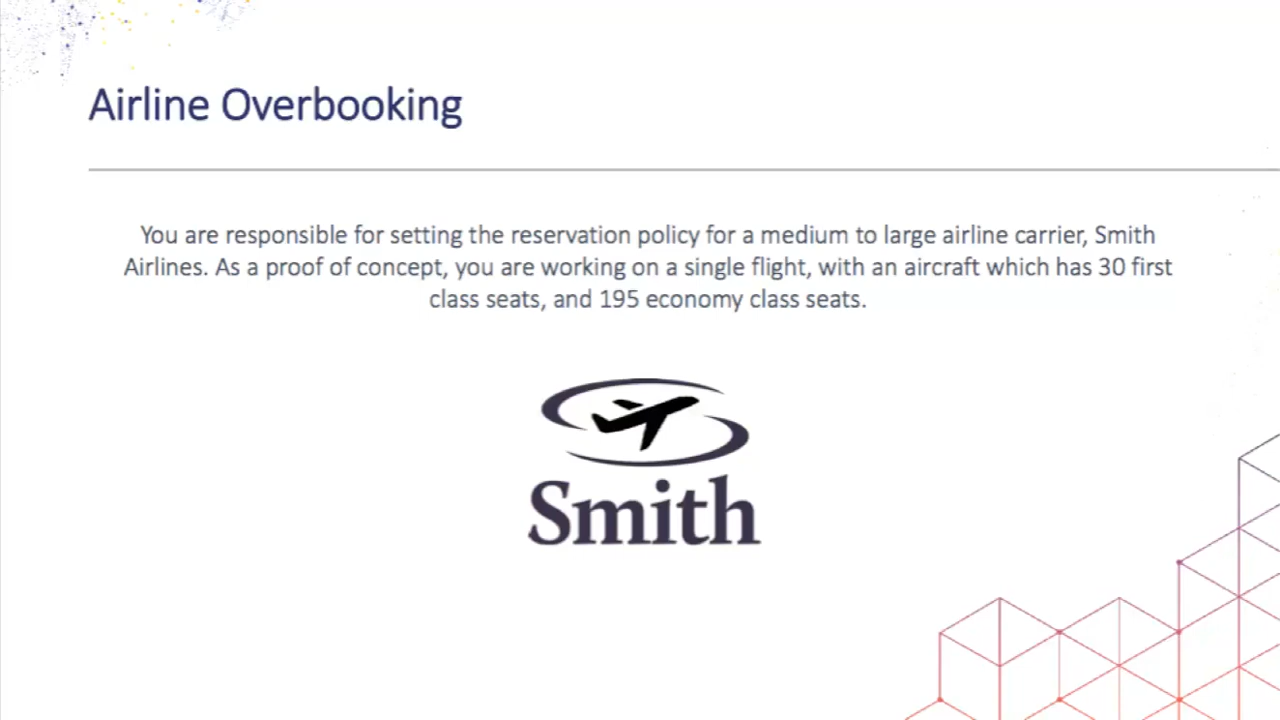 Airline Overbooking
You are responsible for setting the reservation policy for a medium to large airline carrier, Smith
Airlines. As a proof of concept, you are working on a single flight, with an aircraft which has 30 first
class seats, and 195 economy class seats.
Smith